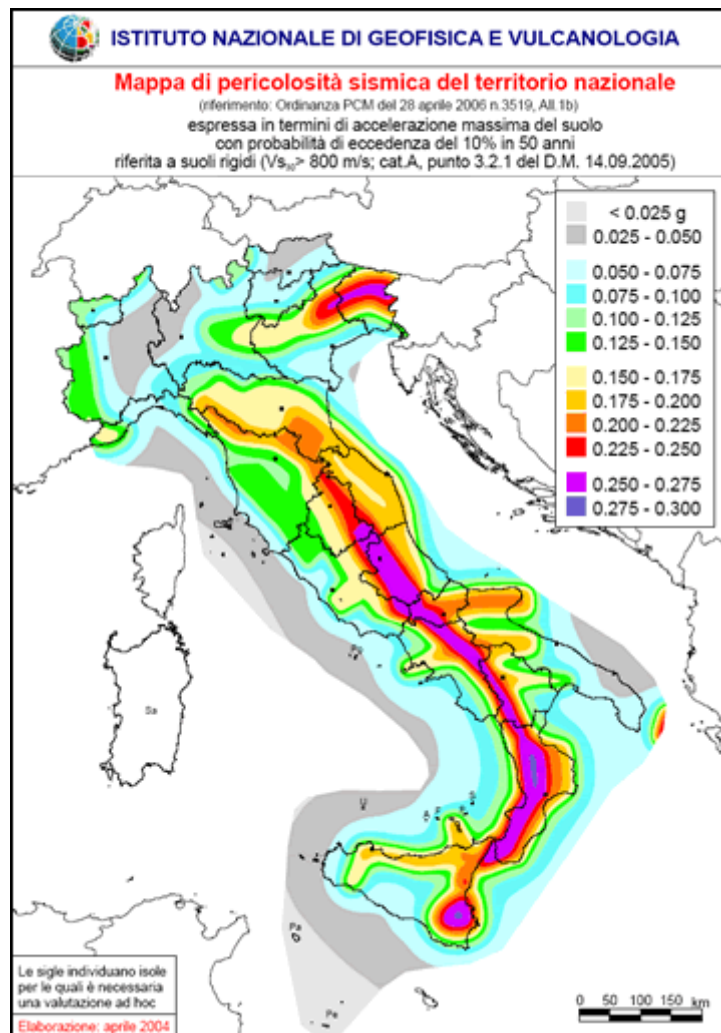 ISTITUTO NAZIONALE DI GEOFISICA E VULCANOLOGIA
Mappa di pericolosità sismica del territorio nazionale
(riferimento: Ordinanza PCM del 28 aprile 2006 n.3519, All.1b)
espressa in termini di accelerazione massima del suolo
con probabilità di eccedenza del 10% in 50 anni
riferita a suoli rigidi (Vs30> 800 m/s; cat.A, punto 3.2.1 del D.M. 14.09.2005)
< 0.025 g
0.025 - 0.050
0.050 - 0.075
0.075 - 0.100
0.100 - 0.125
0.125 - 0.150
0.150 - 0.175
0.175 - 0.200
0.200 - 0.225
0.225 - 0.250
0.250 - 0.275
0.275 - 0.300
Sa
U
Pa
Pe
Le sigle individuano isole
per le quali è necessaria
una valutazione ad hoc
Elaborazione: aprile 2004
0 50 100 150 km